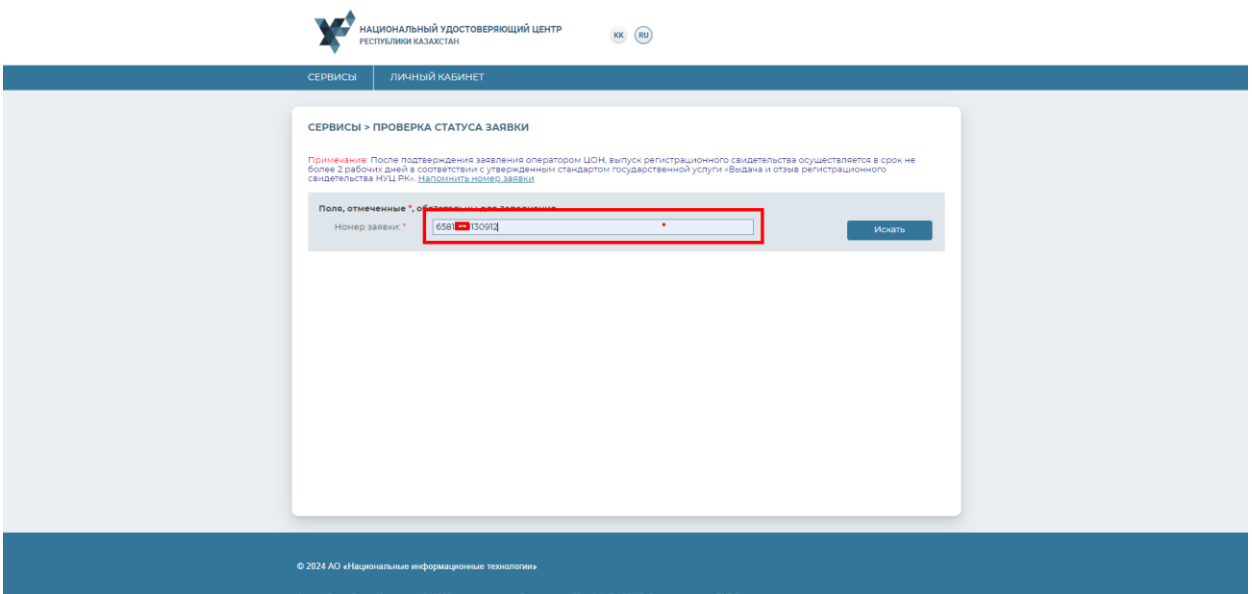 НАЦИОНАЛЬНЫЙ УДОСТОВЕРЯЮЩИЙ ЦЕНТР
РЕСПУБЛИКИ КАЗАХСТАН
KK RU
СЕРВИСЫ ЛИЧНЫЙ КАБИНЕТ
СЕРВИСЫ > ПРОВЕРКА СТАТУСА ЗАЯВКИ
Примечание: После подтверждения заявления оператором ЦОН, выпуск регистрационного свидетельства осуществляется в срок не
более 2 рабочих дней в соответствии с утвержденным стандартом государственной услуги «Выдача и отзыв регистрационного
свидетельства НУЦ РК». Напомнить номер заявки
Поля, отмеченные *, обязательны для заполнения
Номер заявки: * 6581 130912 * Искать
© 2024 АО «Национальные информационные технологии»